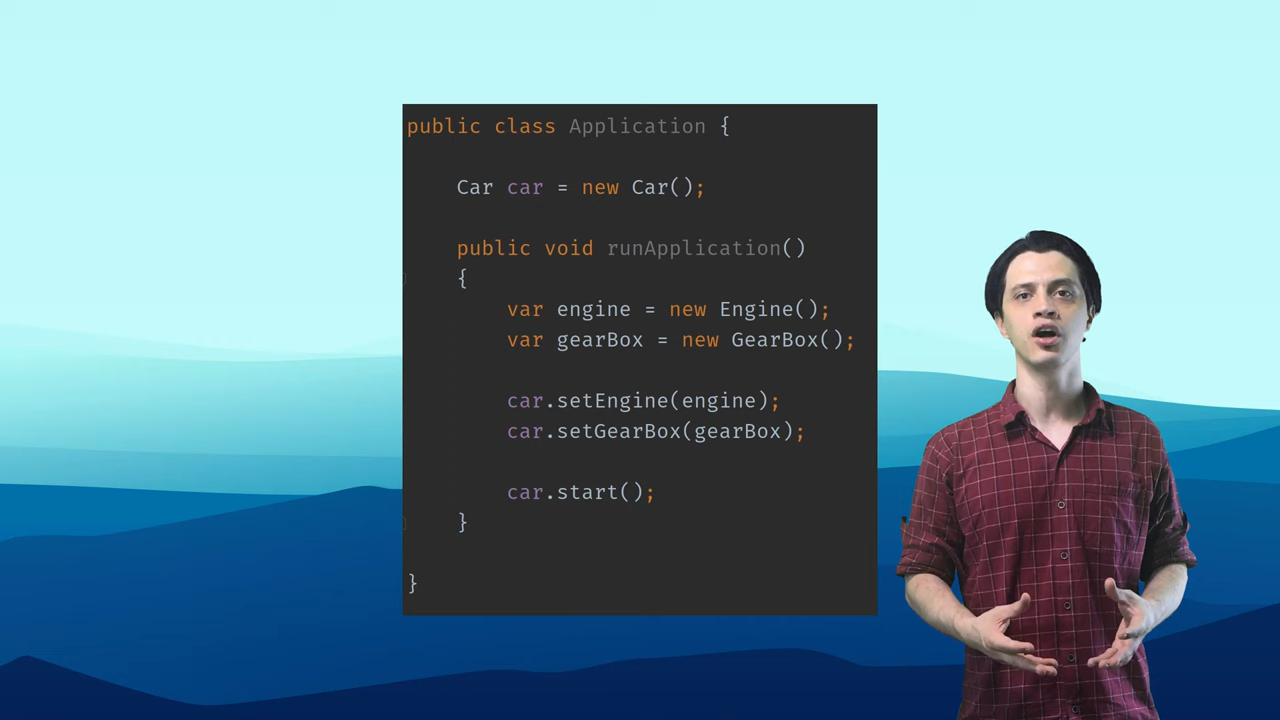 public class Application {
Car car = new Car();
public void runApplication()
{
var engine = new Engine();
var gearBox = new GearBox();
car.setEngine(engine);
car.setGearBox(gearBox);
car.start();
}
}